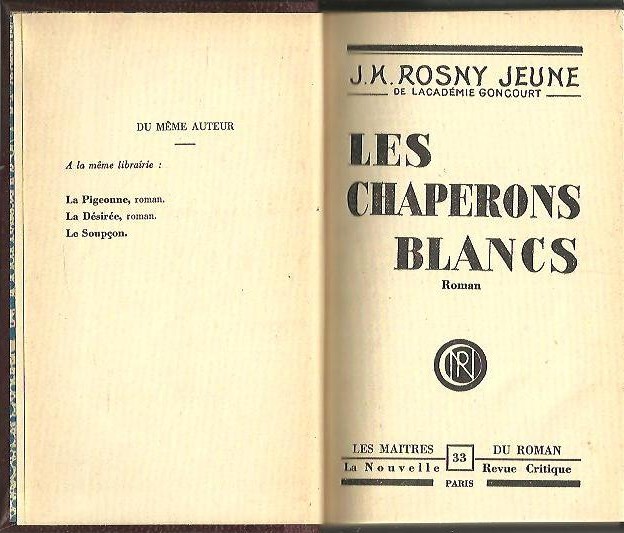 DU MÊME AUTEUR
A la même librairie :
La Pigeonne, roman.
La Désirée, roman.
Le Soupçon.
J.H. ROSNY JEUNE
DE LACADÉMIE GONCOURT
LES
CHAPERONS
BLANCS
Roman
NRC
LES MAITRES 33 DU ROMAN
La Nouvelle Revue Critique
PARIS